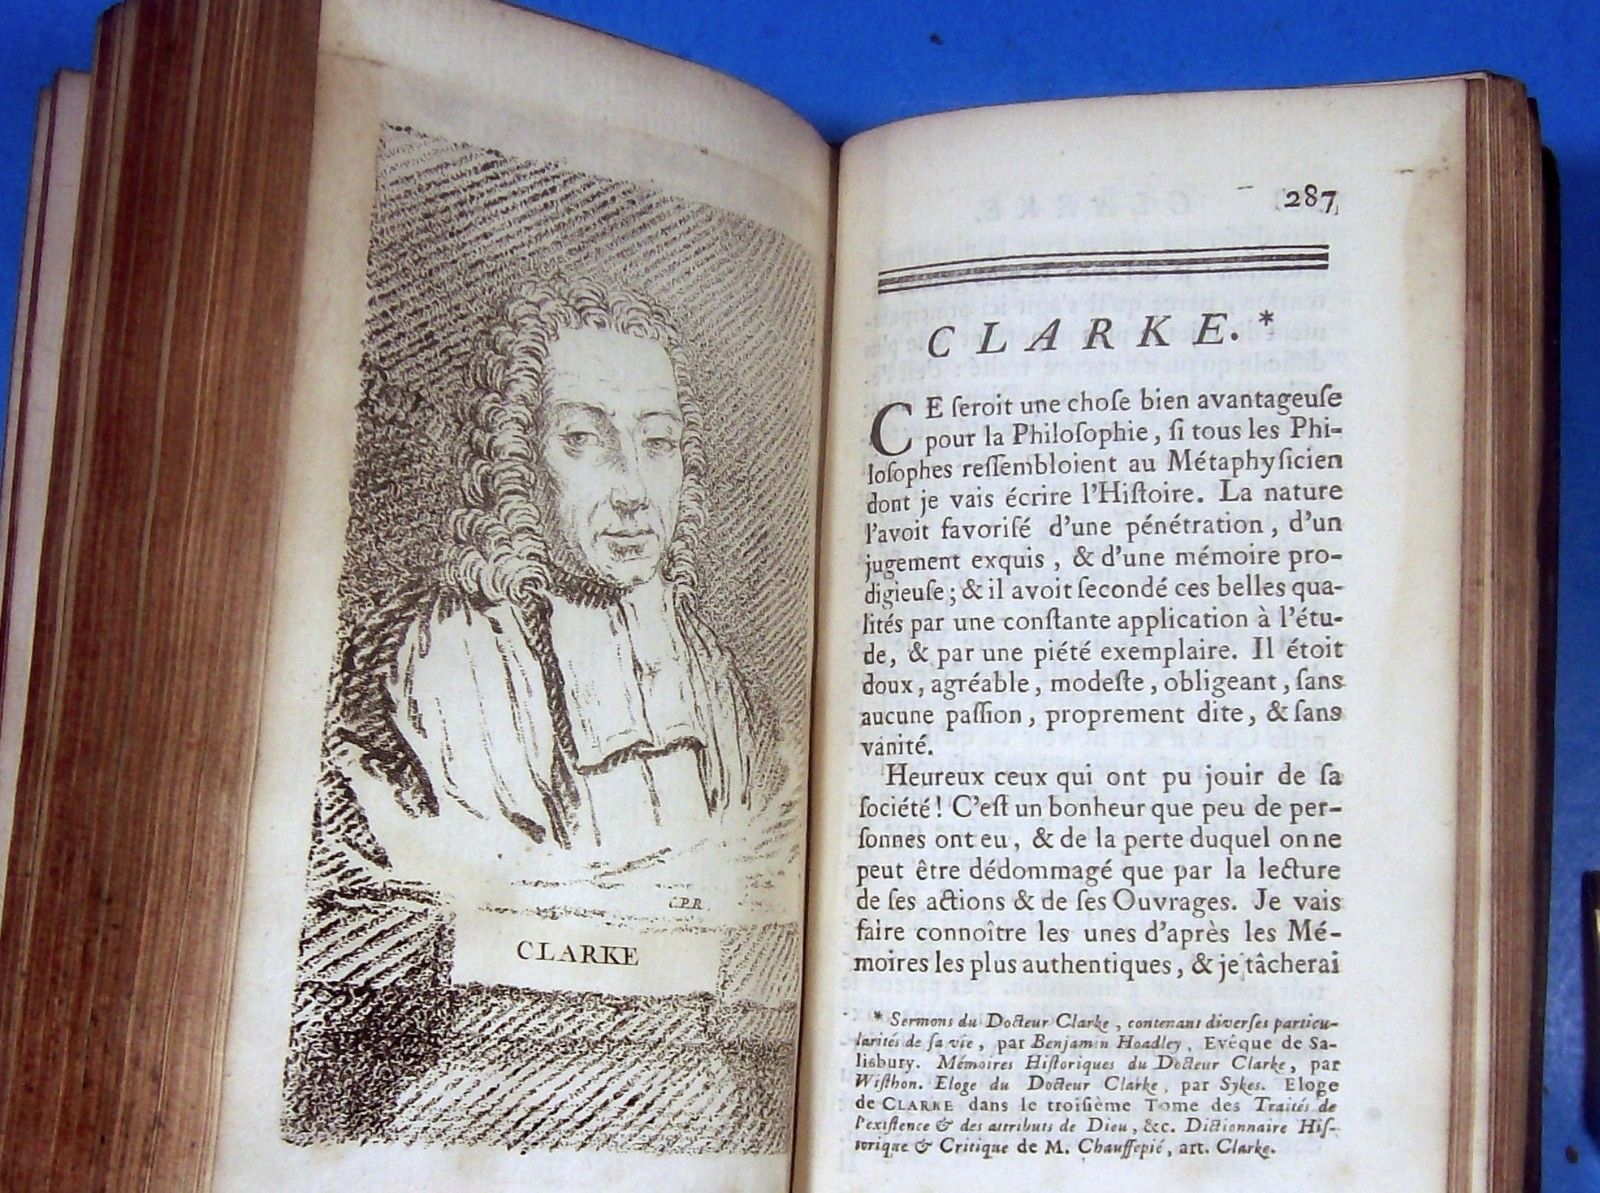 C.P.R.
CLARKE
287
CLARKE.*
CE ſeroit une choſe bien avantageuſe
pour la Philoſophie, ſi tous les Phi-
loſophes reſſembloient au Métaphyſicien
dont je vais écrire l'Hiſtoire. La nature
l'avoit favoriſé d'une pénétration, d'un
jugement exquis, & d'une mémoire pro-
digieuſe; & il avoit ſecondé ces belles qua-
lités par une conſtante application à l'étu-
de, & par une piété exemplaire. Il étoit
doux, agréable, modeſte, obligeant, ſans
aucune paſſion, proprement dite, & ſans
vanité.
Heureux ceux qui ont pu jouir de ſa
ſociété! C'eſt un bonheur que peu de per-
ſonnes ont eu, & de la perte duquel on ne
peut être dédommagé que par la lecture
de ſes actions & de ſes Ouvrages. Je vais
faire connoître les unes d'après les Mé-
moires les plus authentiques, & je tâcherai
* Sermons du Docteur Clarke, contenant diverſes particu-
larités de ſa vie, par Benjamin Hoadley, Evêque de Sa-
lisbury. Mémoires Hiſtoriques du Docteur Clarke, par
Wiſthon. Eloge du Docteur Clarke, par Sykes. Eloge
de CLARKE dans le troiſième Tome des Traités de
l'exiſtence & des attributs de Dieu, &c. Dictionnaire Hiſ-
torique & Critique de M. Chauffepié, art. Clarke.